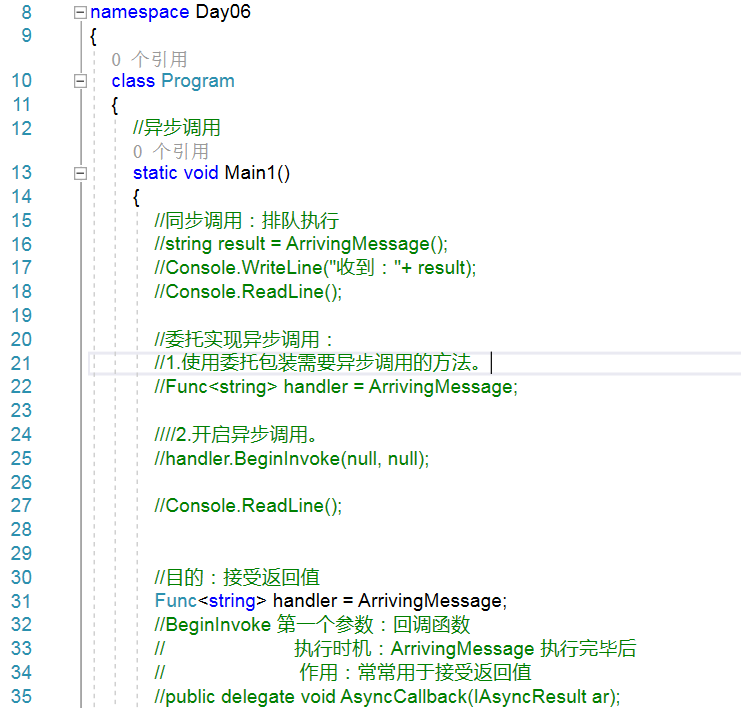 8 namespace Day06
9 {
0 个引用
10 class Program
11 {
12 //异步调用
0 个引用
13 static void Main1()
14 {
15 //同步调用：排队执行
16 //string result = ArrivingMessage();
17 //Console.WriteLine("收到："+ result);
18 //Console.ReadLine();
19
20 //委托实现异步调用：
21 //1.使用委托包装需要异步调用的方法。
22 //Func<string> handler = ArrivingMessage;
23
24 ////2.开启异步调用。
25 //handler.BeginInvoke(null, null);
26
27 //Console.ReadLine();
28
29
30 //目的：接受返回值
31 Func<string> handler = ArrivingMessage;
32 //BeginInvoke 第一个参数：回调函数
33 // 执行时机：ArrivingMessage 执行完毕后
34 // 作用：常常用于接受返回值
35 //public delegate void AsyncCallback(IAsyncResult ar);